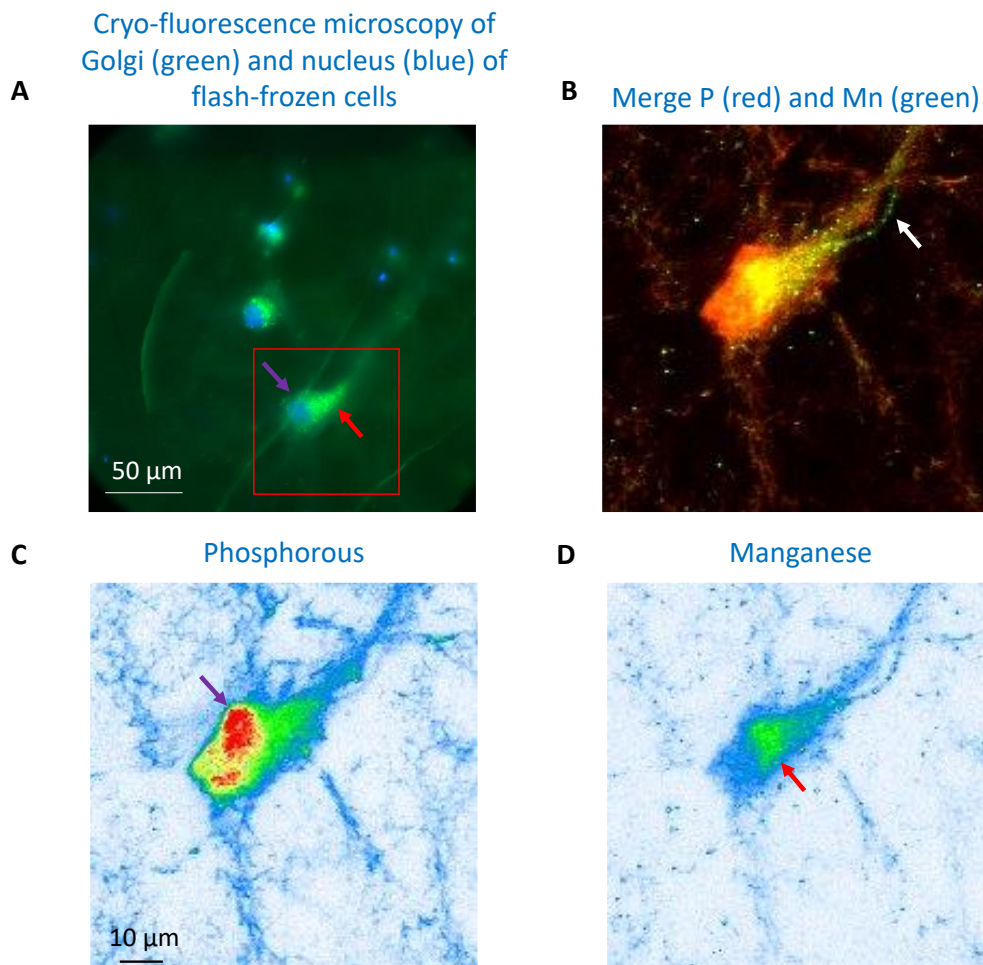 Cryo-fluorescence microscopy of
Golgi (green) and nucleus (blue) of
flash-frozen cells
A
B
Merge P (red) and Mn (green)
50 µm
C
Phosphorous
D
Manganese
10 µm